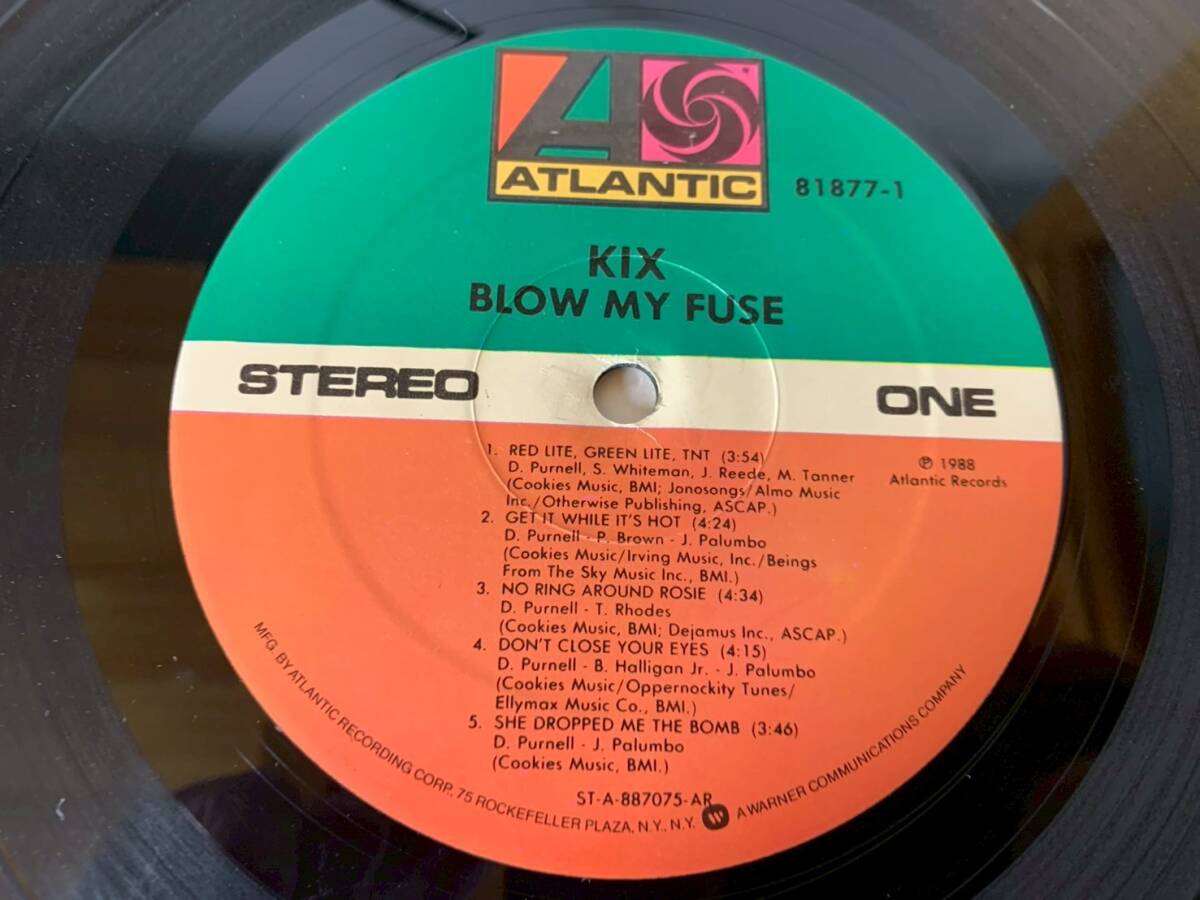 ATLANTIC
81877-1
KIX
BLOW MY FUSE
STEREO
ONE
1. RED LITE, GREEN LITE, TNT (3:54)
D. Purnell, S. Whiteman, J. Reede, M. Tanner
(Cookies Music, BMI; Jonosongs/Almo Music
Inc./Otherwise Publishing, ASCAP.)
2. GET IT WHILE IT'S HOT (4:24)
D. Purnell - P. Brown - J. Palumbo
(Cookies Music/Irving Music, Inc./Beings
From The Sky Music Inc., BMI.)
3. NO RING AROUND ROSIE (4:34)
D. Purnell - T. Rhodes
(Cookies Music, BMI; Dejamus Inc., ASCAP.)
4. DON'T CLOSE YOUR EYES (4:15)
D. Purnell - B. Halligan Jr. - J. Palumbo
(Cookies Music/Oppernockity Tunes/
Ellymax Music Co., BMI.)
5. SHE DROPPED ME THE BOMB (3:46)
D. Purnell - J. Palumbo
(Cookies Music, BMI.)
℗ 1988
Atlantic Records
ST-A-887075-AR
MFG. BY ATLANTIC RECORDING CORP., 75 ROCKEFELLER PLAZA, N.Y., N.Y. A WARNER COMMUNICATIONS COMPANY